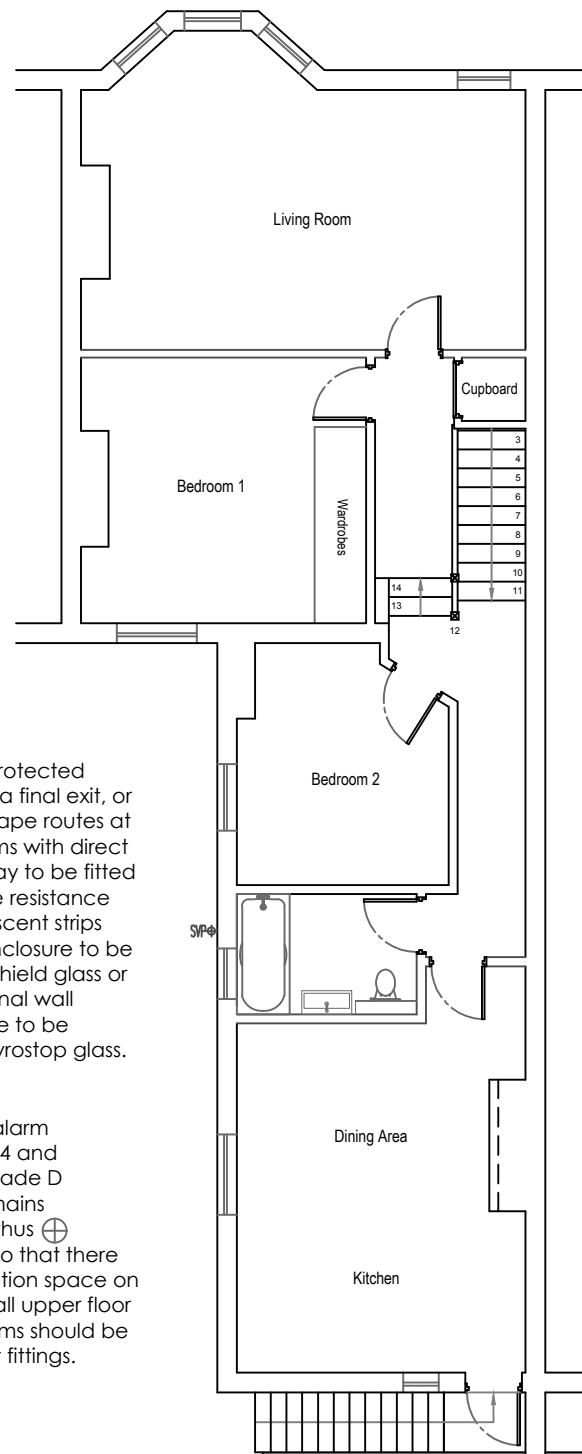 Living Room
Cupboard
3
4
5
6
7
8
9
10
11
Bedroom 1
Wardrobes
14
13
12
Bedroom 2
rotected
a final exit, or
ape routes at
ms with direct
ay to be fitted
e resistance
scent strips
nclosure to be
hield glass or
nal wall
e to be
yrostop glass.
SVP
alarm
4 and
ade D
nains
hus
o that there
tion space on
all upper floor
ms should be
r fittings.
Dining Area
Kitchen